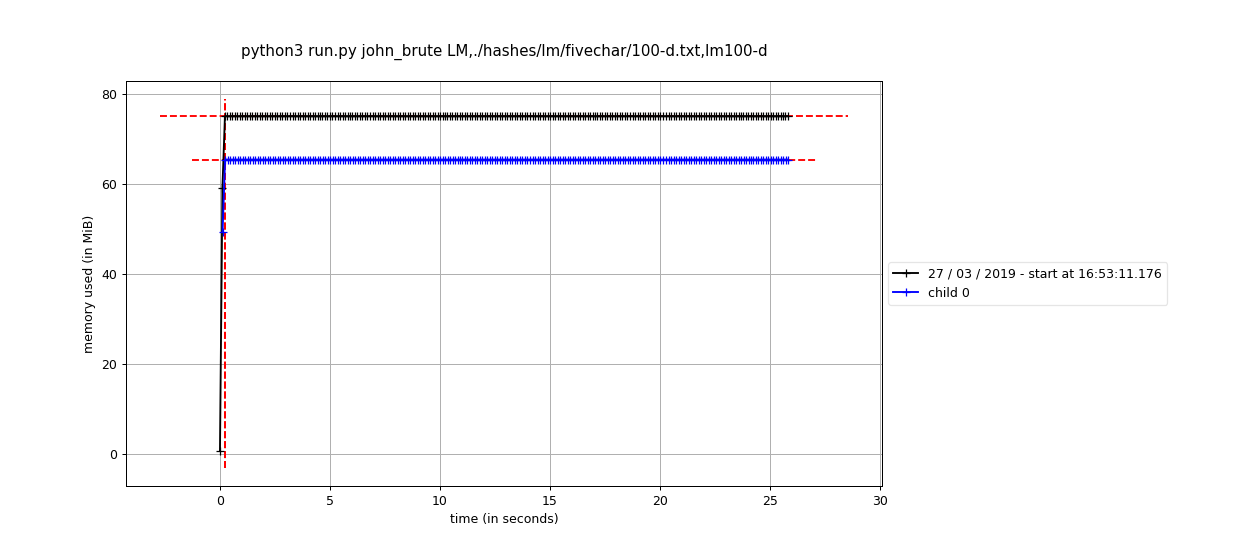 python3 run.py john_brute LM,./hashes/lm/fivechar/100-d.txt,lm100-d
80
60
40
20
0
memory used (in MiB)
0 5 10 15 20 25 30
time (in seconds)
27 / 03 / 2019 - start at 16:53:11.176
child 0